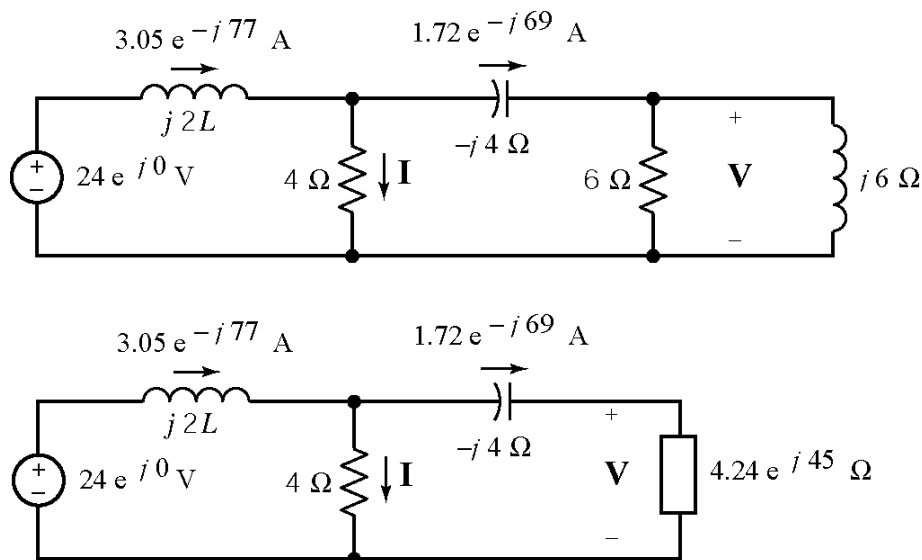 3.05 e^{-j 77} A
1.72 e^{-j 69} A
j 2L
-j 4 Ω
+
−
24 e^{j 0} V
4 Ω
I
6 Ω
+
V
−
j 6 Ω
3.05 e^{-j 77} A
1.72 e^{-j 69} A
j 2L
-j 4 Ω
+
−
24 e^{j 0} V
4 Ω
I
+
V
−
4.24 e^{j 45} Ω